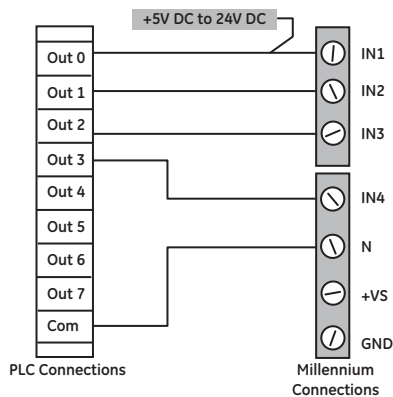 +5V DC to 24V DC
Out 0
Out 1
Out 2
Out 3
Out 4
Out 5
Out 6
Out 7
Com
PLC Connections
IN1
IN2
IN3
IN4
N
+VS
GND
Millennium
Connections